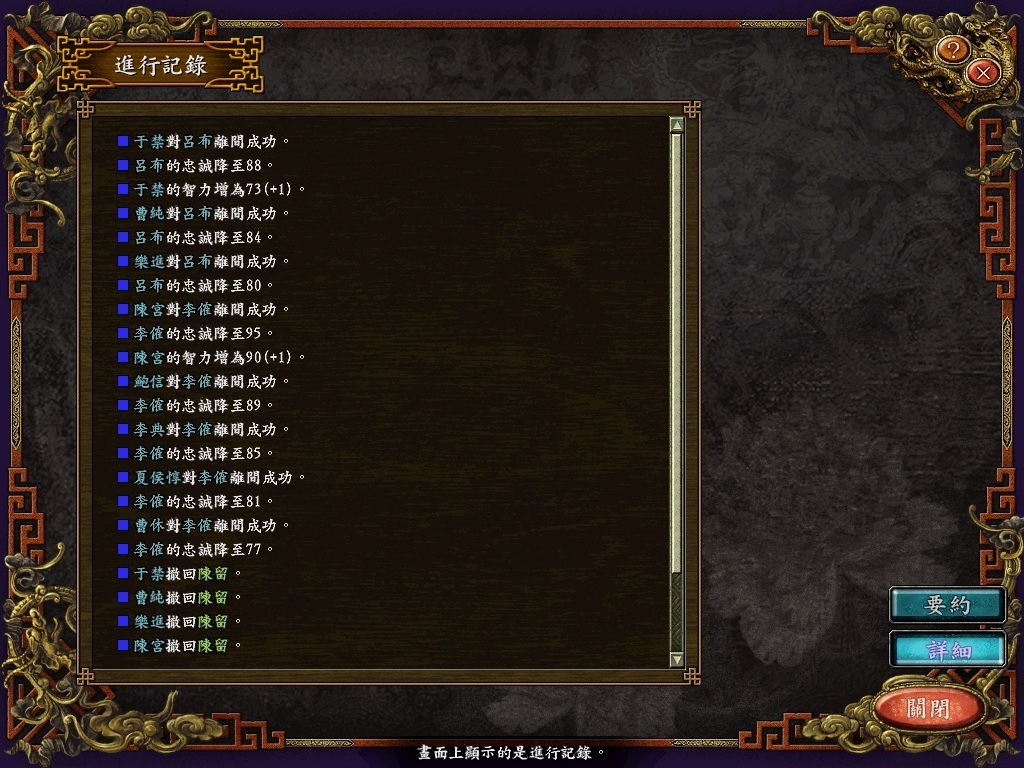 進行記錄
?
于禁對呂布離間成功。
呂布的忠誠降至88。
于禁的智力增為73(+1)。
曹純對呂布離間成功。
呂布的忠誠降至84。
樂進對呂布離間成功。
呂布的忠誠降至80。
陳宮對李傕離間成功。
李傕的忠誠降至95。
陳宮的智力增為90(+1)。
鮑信對李傕離間成功。
李傕的忠誠降至89。
李典對李傕離間成功。
李傕的忠誠降至85。
夏侯惇對李傕離間成功。
李傕的忠誠降至81。
曹休對李傕離間成功。
李傕的忠誠降至77。
于禁撤回陳留。
曹純撤回陳留。
樂進撤回陳留。
陳宮撤回陳留。
要約
詳細
關閉
畫面上顯示的是進行記錄。